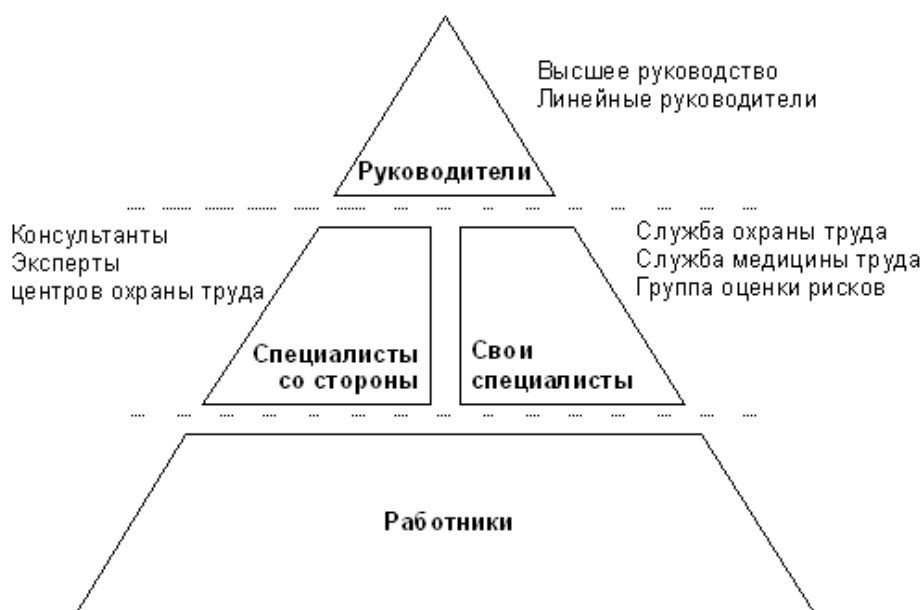 Высшее руководство
Линейные руководители
Руководители
Консультанты
Эксперты
центров охраны труда
Служба охраны труда
Служба медицины труда
Группа оценки рисков
Специалисты
со стороны
Свои
специалисты
Работники